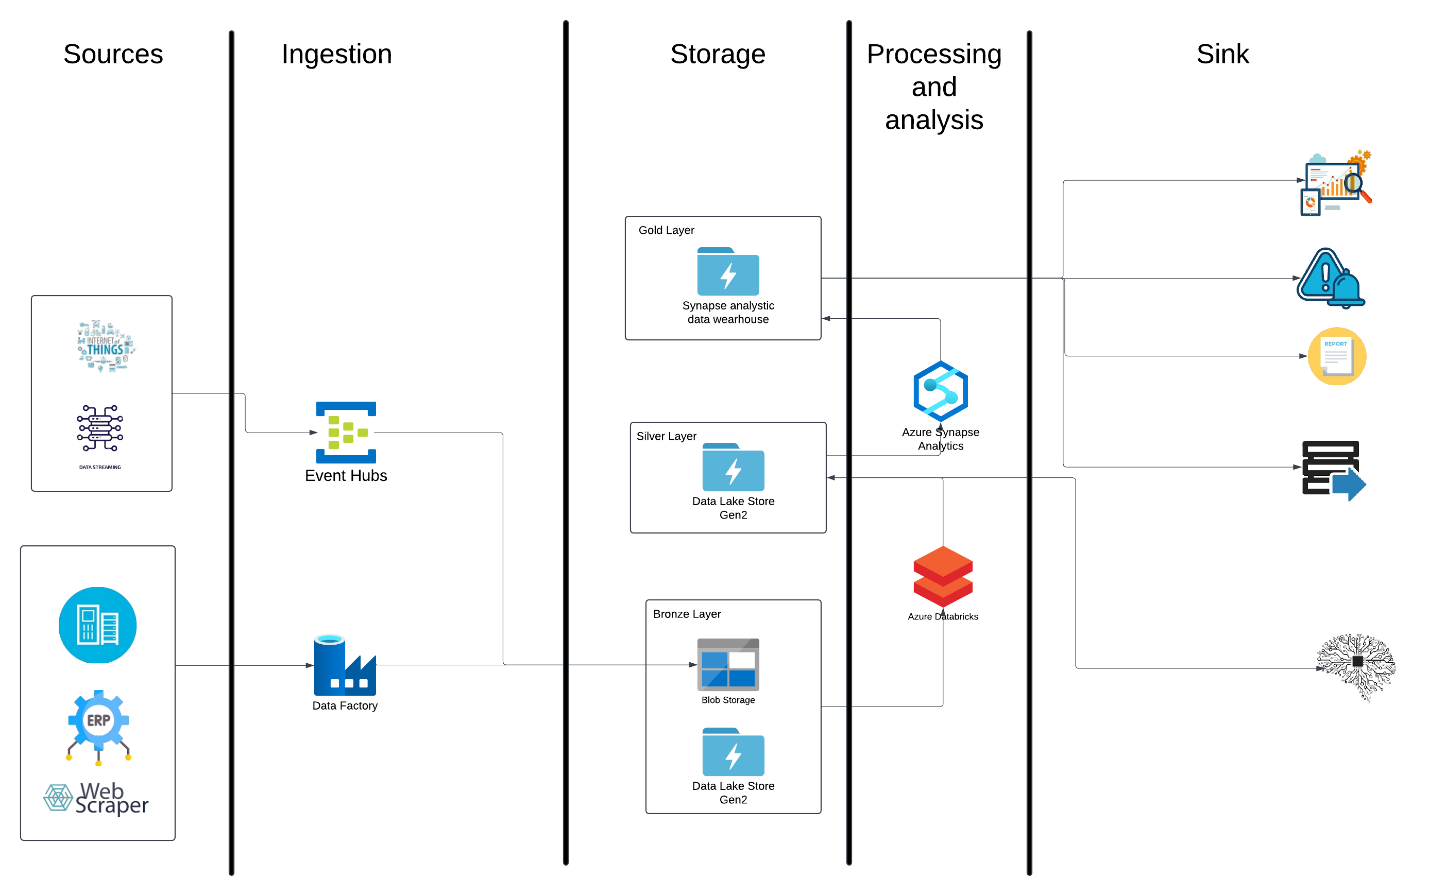 Sources
Ingestion
Storage
Processing
and
analysis
Sink
INTERNET of
THINGS
DATA STREAMING
ERP
Web
Scraper
Event Hubs
Data Factory
Gold Layer
Synapse analystic
data wearhouse
Silver Layer
Data Lake Store
Gen2
Bronze Layer
Blob Storage
Data Lake Store
Gen2
Azure Synapse
Analytics
Azure Databricks
REPORT